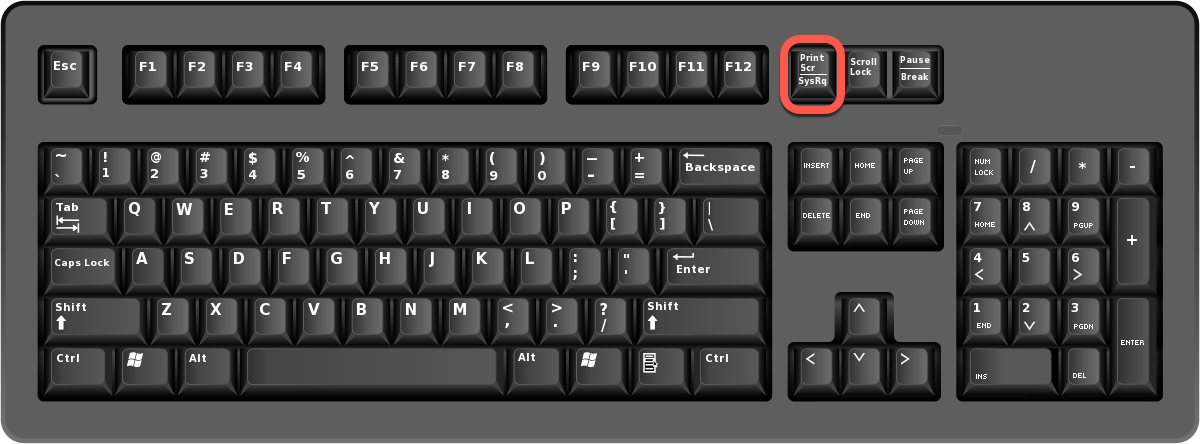 Esc F1 F2 F3 F4 F5 F6 F7 F8 F9 F10 F11 F12
Print
Scr
SysRq
Scroll
Lock
Pause
Break
~ ! @ # $ % ^ & * ( ) — +
` 1 2 3 4 5 6 7 8 9 0 - =
← Backspace
INSERT HOME PAGE
UP
NUM
LOCK
/ * -
Tab
Q W E R T Y U I O P { } |
[ ] \
DELETE END PAGE
DOWN
7 8 9 +
HOME ^ PGUP
Caps Lock A S D F G H J K L : "
; '
Enter
4 5 6
< >
Shift Z X C V B N M < > ?
, . /
Shift
^
1 2 3
END v PGDN
ENTER
Ctrl Alt Alt Ctrl
< v >
INS DEL